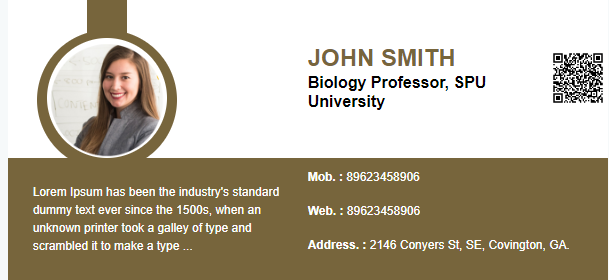 JOHN SMITH
Biology Professor, SPU
University
Mob. : 89623458906
Web. : 89623458906
Address. : 2146 Conyers St, SE, Covington, GA.
Lorem Ipsum has been the industry's standard
dummy text ever since the 1500s, when an
unknown printer took a galley of type and
scrambled it to make a type ...